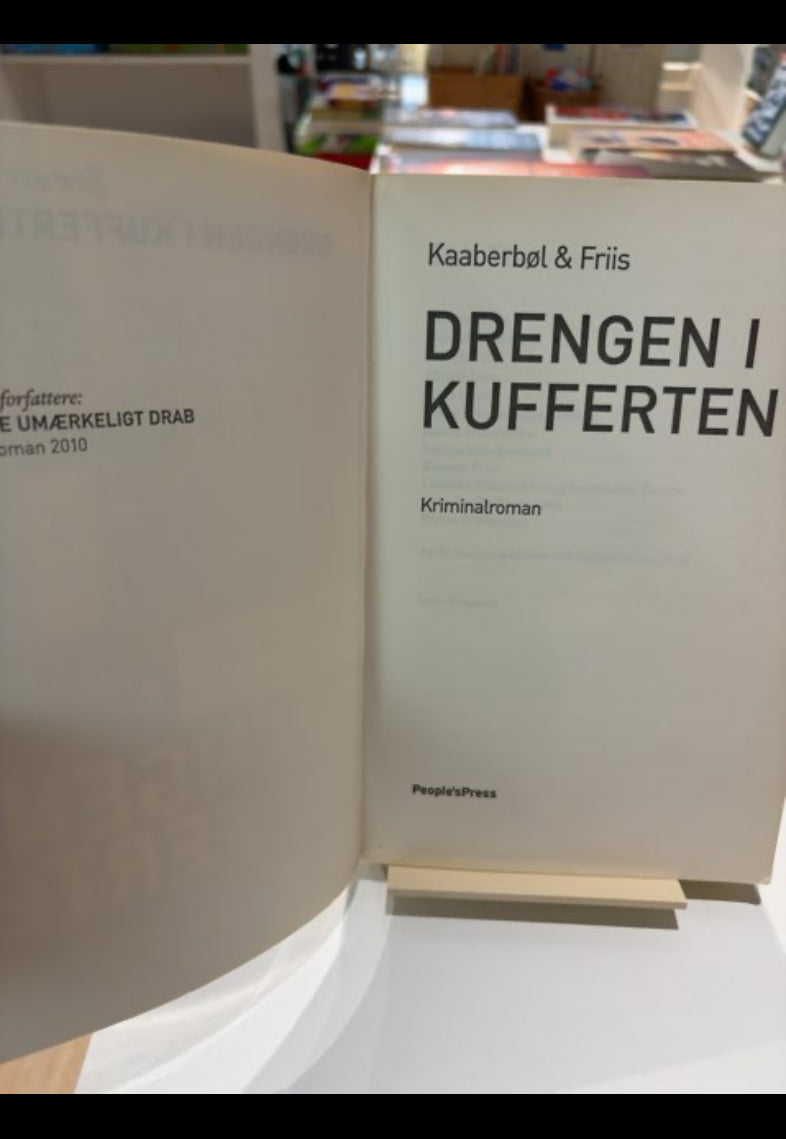 forfattere:
E UMÆRKELIGT DRAB
oman 2010
Kaaberbøl & Friis
DRENGEN I
KUFFERTEN
Kriminalroman
People'sPress